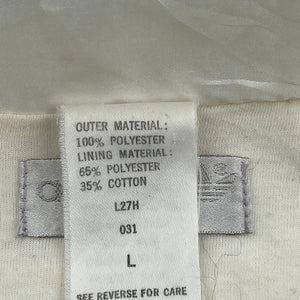 OUTER MATERIAL:
100% POLYESTER
LINING MATERIAL:
65% POLYESTER
35% COTTON
L27H
031
L
SEE REVERSE FOR CARE